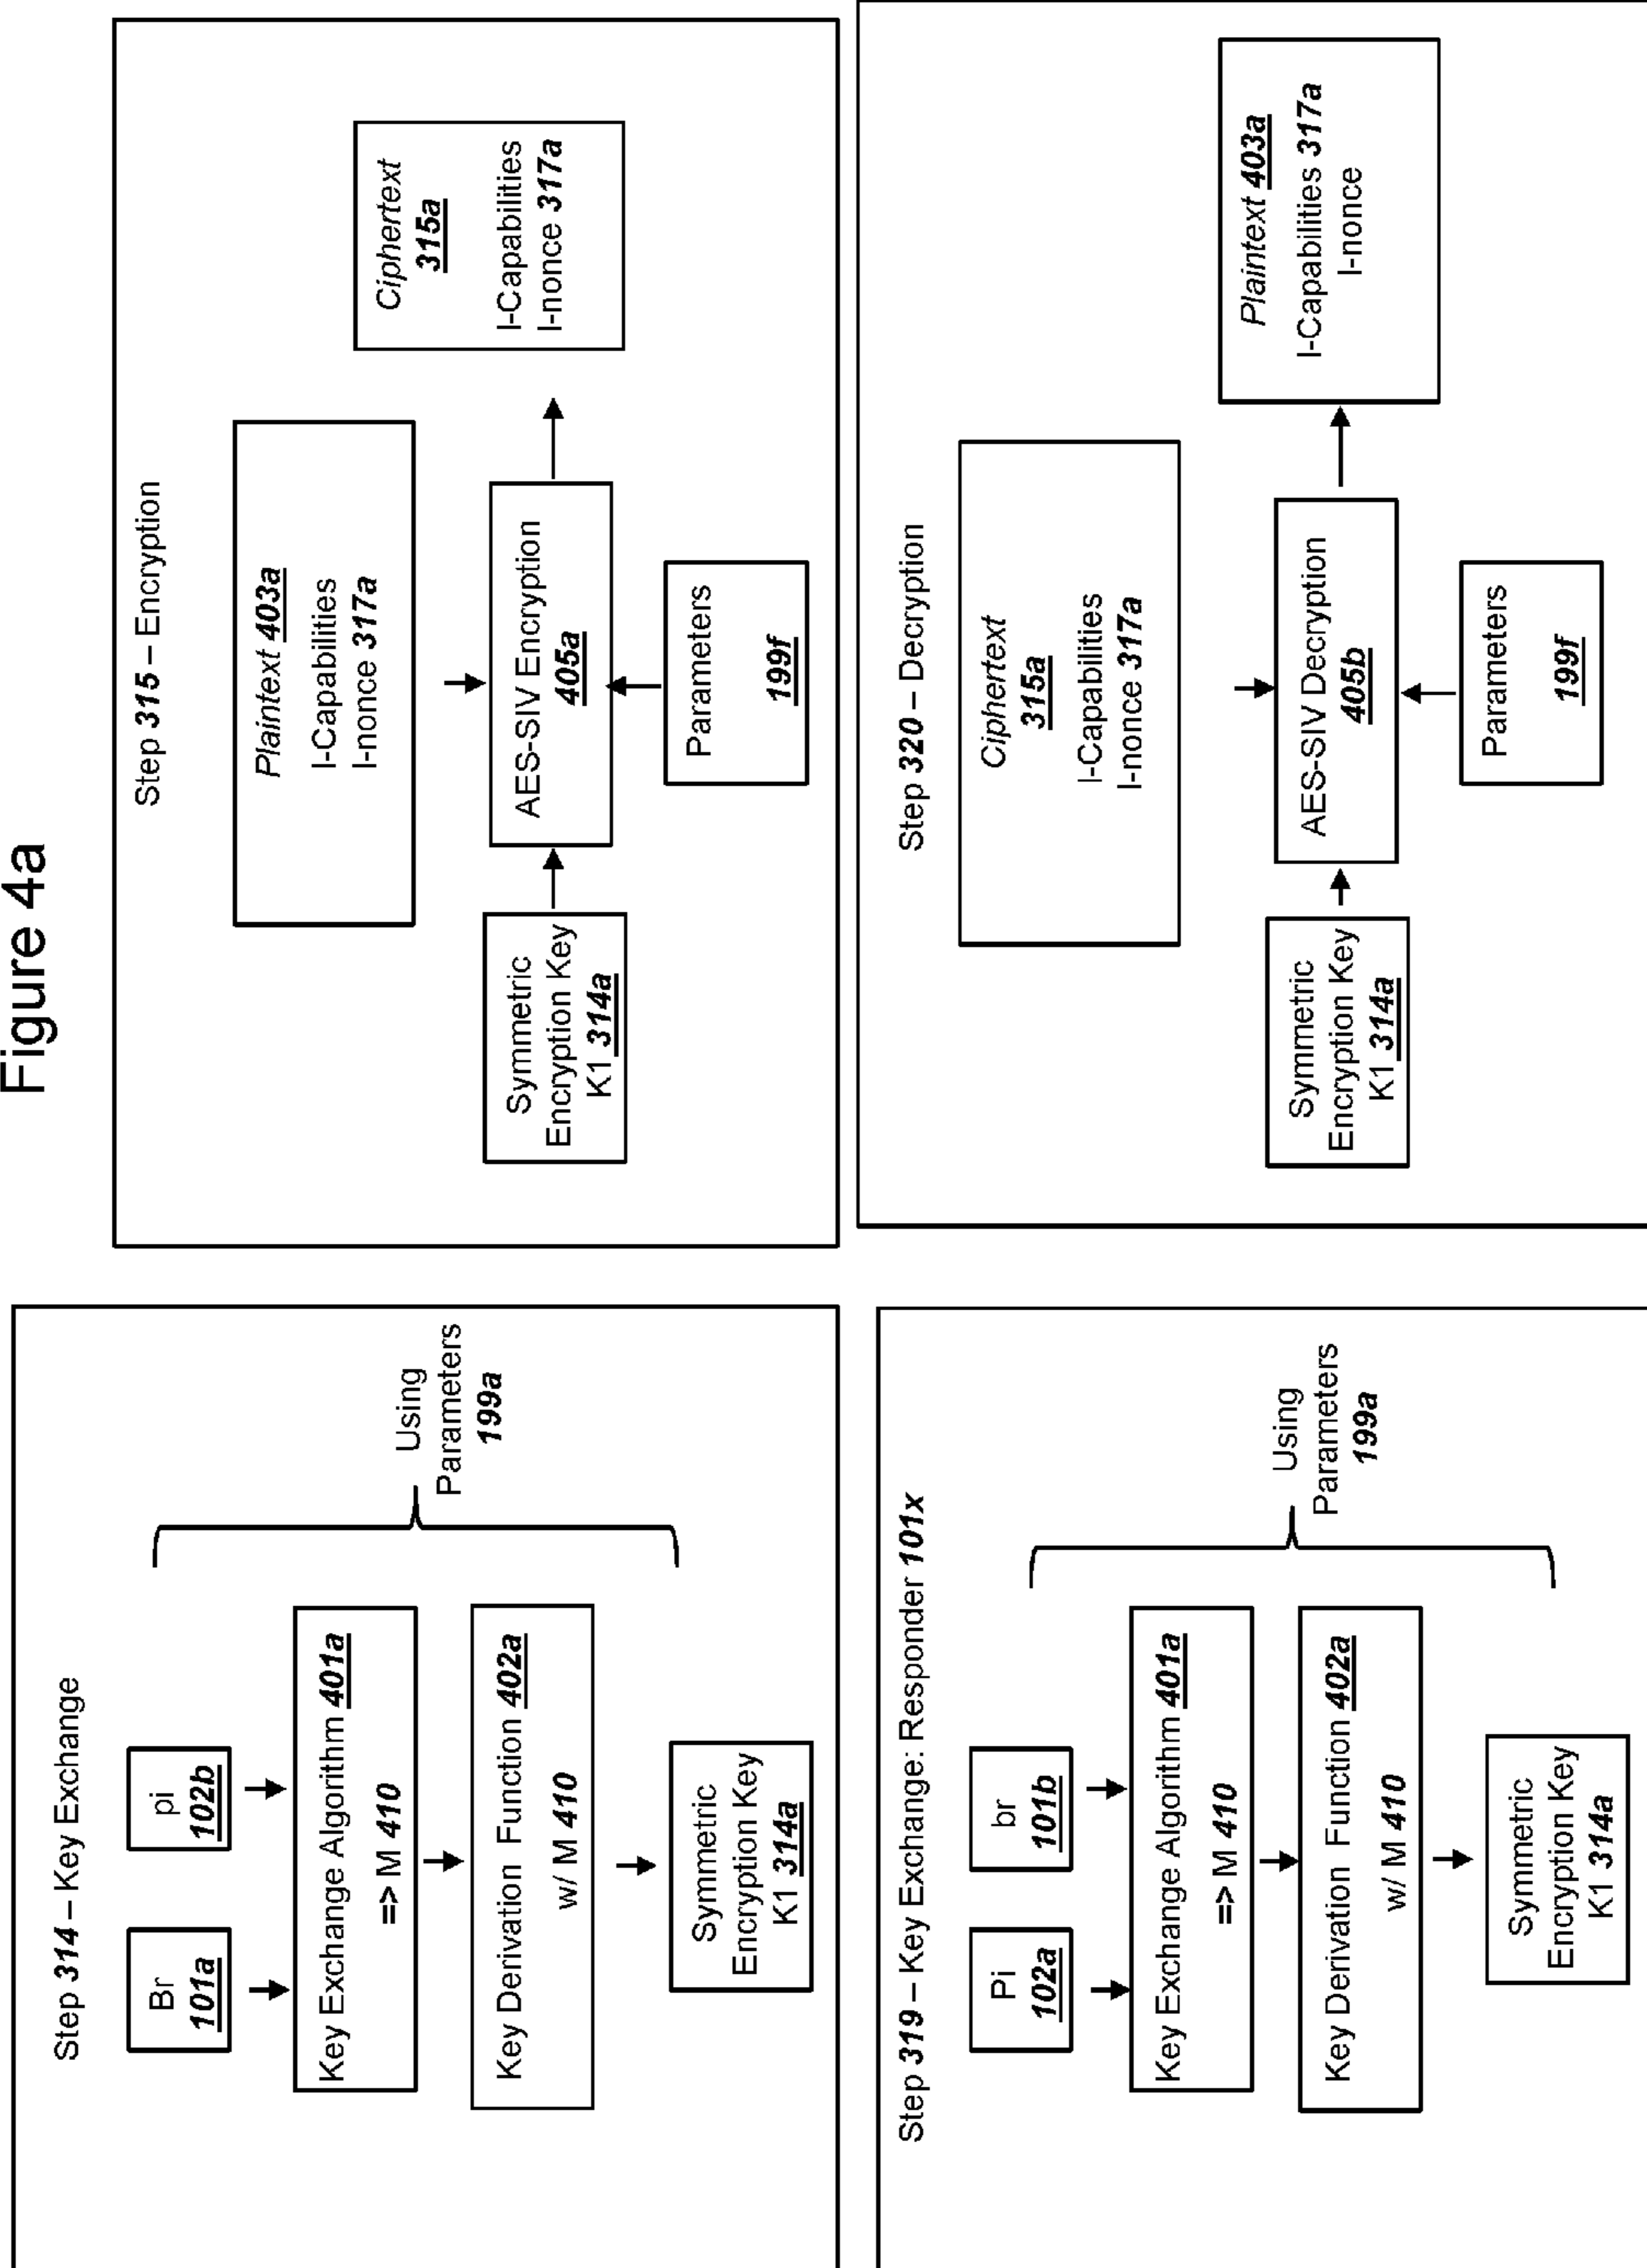 Figure 4a
Step 314 – Key Exchange
Br
101a
pi
102b
Key Exchange Algorithm 401a
=> M 410
Key Derivation Function 402a
w/ M 410
Symmetric
Encryption Key
K1 314a
Using
Parameters
199a
Step 315 – Encryption
Plaintext 403a
I-Capabilities
I-nonce 317a
Symmetric
Encryption Key
K1 314a
AES-SIV Encryption
405a
Parameters
199f
Ciphertext
315a
I-Capabilities
I-nonce 317a
Step 319 – Key Exchange: Responder 101x
Pi
102a
br
101b
Key Exchange Algorithm 401a
=> M 410
Key Derivation Function 402a
w/ M 410
Symmetric
Encryption Key
K1 314a
Using
Parameters
199a
Step 320 – Decryption
Ciphertext
315a
I-Capabilities
I-nonce 317a
Symmetric
Encryption Key
K1 314a
AES-SIV Decryption
405b
Parameters
199f
Plaintext 403a
I-Capabilities 317a
I-nonce